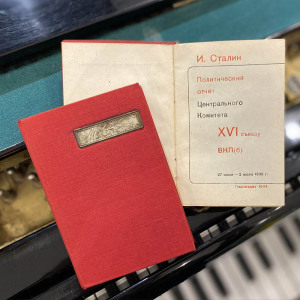 И. Сталин
Политический
отчет
Центрального
Комитета
XVI съезду
ВКП(б)